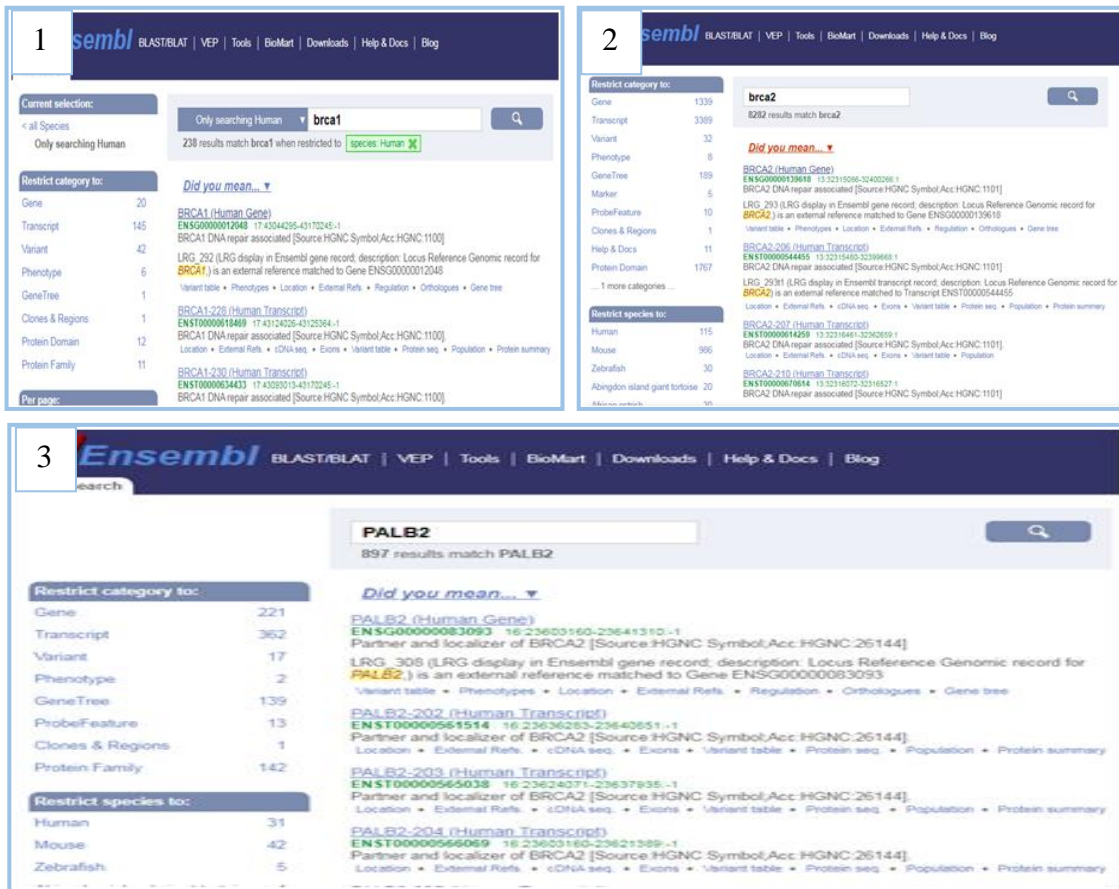 1
sembl BLAST/BLAT | VEP | Tools | BioMart | Downloads | Help & Docs | Blog
Current selection:
< all Species
Only searching Human
Restrict category to:
Gene 20
Transcript 145
Variant 42
Phenotype 6
GeneTree 1
Clones & Regions 1
Protein Domain 12
Protein Family 11
Per page:
Only searching Human ▼ brca1
238 results match brca1 when restricted to species: Human
Did you mean... ▼
BRCA1 (Human Gene)
ENSG00000012048 17:43044295-43170245:-1
BRCA1 DNA repair associated [Source:HGNC Symbol;Acc:HGNC:1100]
LRG_292 (LRG display in Ensembl gene record; description: Locus Reference Genomic record for
BRCA1,) is an external reference matched to Gene ENSG00000012048
Variant table • Phenotypes • Location • External Refs. • Regulation • Orthologues • Gene tree
BRCA1-226 (Human Transcript)
ENST00000618469 17:43124026-43125364:-1
BRCA1 DNA repair associated [Source:HGNC Symbol;Acc:HGNC:1100].
Location • External Refs. • cDNA seq. • Exons • Variant table • Protein seq. • Population • Protein summary
BRCA1-230 (Human Transcript)
ENST00000634433 17:43093013-43170245:-1
BRCA1 DNA repair associated [Source:HGNC Symbol;Acc:HGNC:1100].
2
sembl BLAST/BLAT | VEP | Tools | BioMart | Downloads | Help & Docs | Blog
Restrict category to:
Gene 1339
Transcript 3389
Variant 32
Phenotype 8
GeneTree 189
Marker 5
ProbeFeature 10
Clones & Regions 1
Help & Docs 11
Protein Domain 1767
... 1 more categories ...
Restrict species to:
Human 115
Mouse 986
Zebrafish 30
Abingdon island giant tortoise 20
African ostrich 20
brca2
8282 results match brca2
Did you mean... ▼
BRCA2 (Human Gene)
ENSG00000139618 13:32315086-32400268:1
BRCA2 DNA repair associated [Source:HGNC Symbol;Acc:HGNC:1101]
LRG_293 (LRG display in Ensembl gene record; description: Locus Reference Genomic record for
BRCA2,) is an external reference matched to Gene ENSG00000139618
Variant table • Phenotypes • Location • External Refs. • Regulation • Orthologues • Gene tree
BRCA2-206 (Human Transcript)
ENST00000544455 13:32315480-32399668:1
BRCA2 DNA repair associated [Source:HGNC Symbol;Acc:HGNC:1101]
LRG_293t1 (LRG display in Ensembl transcript record; description: Locus Reference Genomic record for
BRCA2) is an external reference matched to Transcript ENST00000544455
Location • External Refs. • cDNA seq. • Exons • Variant table • Protein seq. • Population • Protein summary
BRCA2-207 (Human Transcript)
ENST00000614259 13:32316461-32362659:1
BRCA2 DNA repair associated [Source:HGNC Symbol;Acc:HGNC:1101].
Location • External Refs. • cDNA seq. • Exons • Variant table • Population
BRCA2-210 (Human Transcript)
ENST00000670614 13:32316072-32316527:1
BRCA2 DNA repair associated [Source:HGNC Symbol;Acc:HGNC:1101]
3
Ensembl BLAST/BLAT | VEP | Tools | BioMart | Downloads | Help & Docs | Blog
earch
PALB2
897 results match PALB2
Restrict category to:
Gene 221
Transcript 362
Variant 17
Phenotype 2
GeneTree 139
ProbeFeature 13
Clones & Regions 1
Protein Family 142
Restrict species to:
Human 31
Mouse 42
Zebrafish 5
Did you mean... ▼
PALB2 (Human Gene)
ENSG00000083093 16:23603160-23641310:-1
Partner and localizer of BRCA2 [Source:HGNC Symbol;Acc:HGNC:26144]
LRG_308 (LRG display in Ensembl gene record; description: Locus Reference Genomic record for
PALB2,) is an external reference matched to Gene ENSG00000083093
Variant table • Phenotypes • Location • External Refs. • Regulation • Orthologues • Gene tree
PALB2-202 (Human Transcript)
ENST00000561514 16:23636283-23640651:-1
Partner and localizer of BRCA2 [Source:HGNC Symbol;Acc:HGNC:26144].
Location • External Refs. • cDNA seq. • Exons • Variant table • Protein seq. • Population • Protein summary
PALB2-203 (Human Transcript)
ENST00000565038 16:23624071-23637935:-1
Partner and localizer of BRCA2 [Source:HGNC Symbol;Acc:HGNC:26144].
Location • External Refs. • cDNA seq. • Exons • Variant table • Protein seq. • Population • Protein summary
PALB2-204 (Human Transcript)
ENST00000566069 16:23603160-23621389:-1
Partner and localizer of BRCA2 [Source:HGNC Symbol;Acc:HGNC:26144].
Location • External Refs. • cDNA seq. • Exons • Variant table • Protein seq. • Population • Protein summary